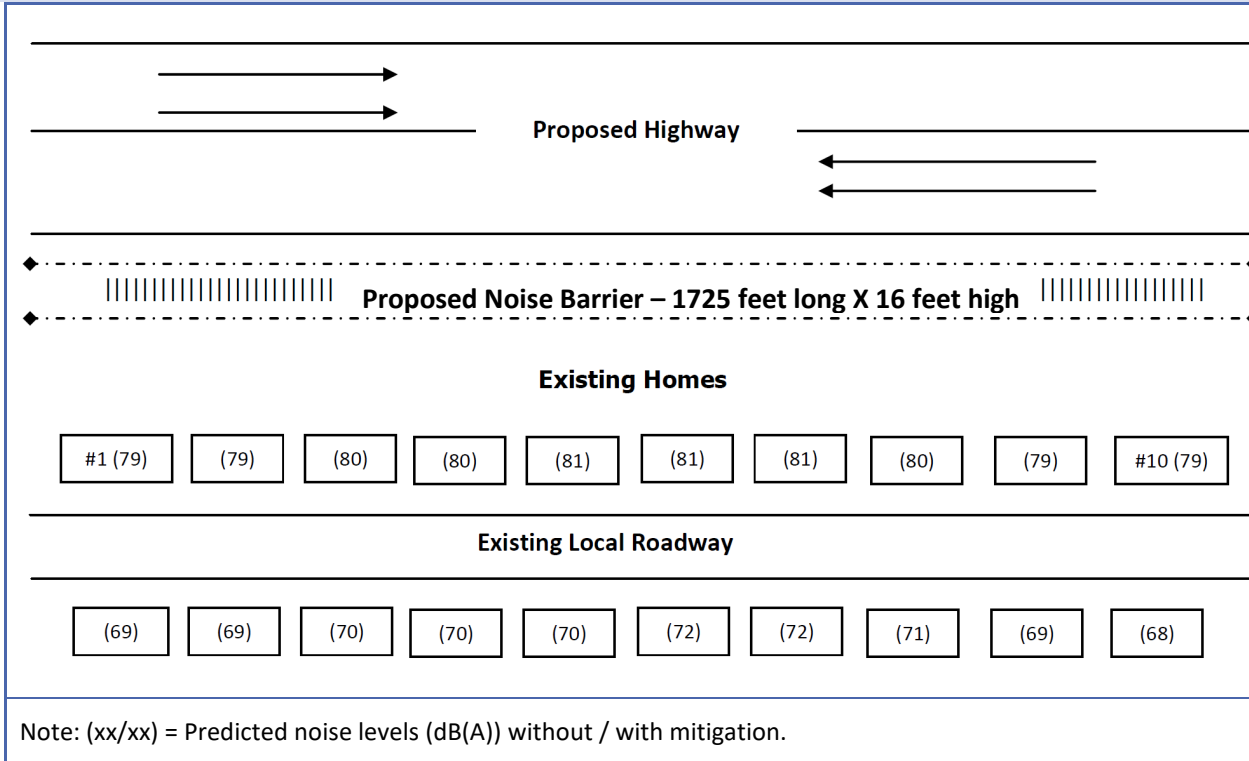 Proposed Highway
Proposed Noise Barrier – 1725 feet long X 16 feet high
Existing Homes
#1 (79) (79) (80) (80) (81) (81) (81) (80) (79) #10 (79)
Existing Local Roadway
(69) (69) (70) (70) (70) (72) (72) (71) (69) (68)
Note: (xx/xx) = Predicted noise levels (dB(A)) without / with mitigation.